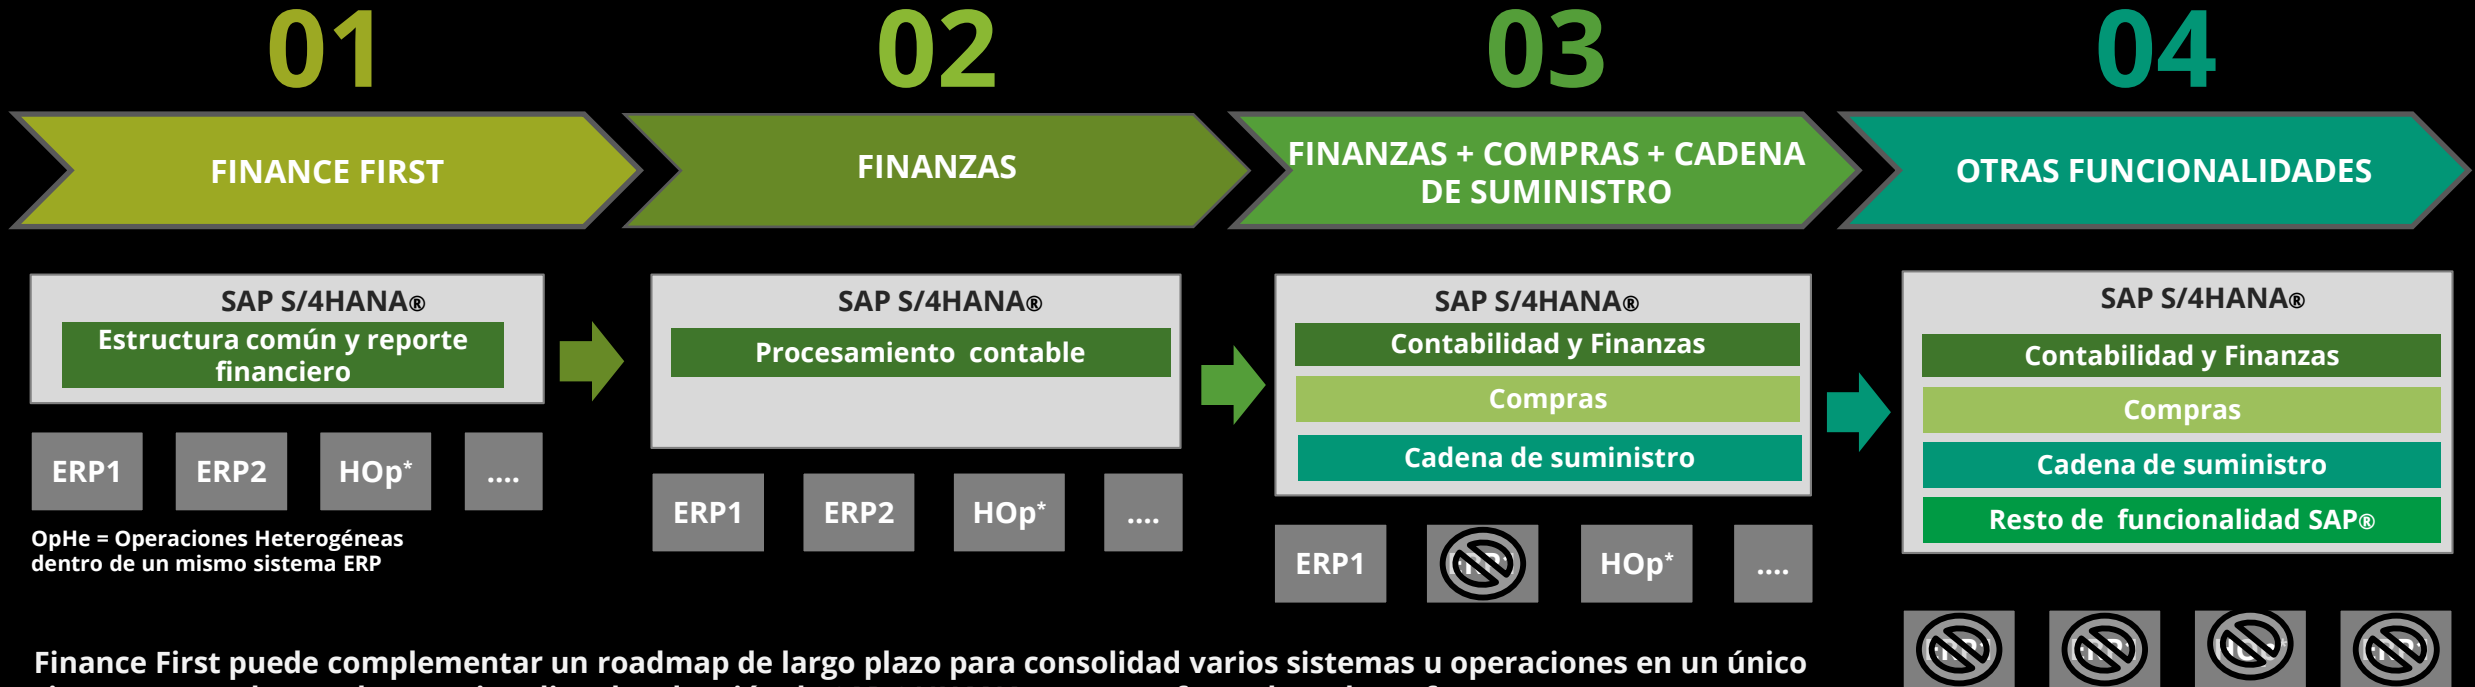 01
02
03
04
FINANCE FIRST
FINANZAS
FINANZAS + COMPRAS + CADENA
DE SUMINISTRO
OTRAS FUNCIONALIDADES
SAP S/4HANA®
Estructura común y reporte
financiero
ERP1
ERP2
HOp*
....
OpHe = Operaciones Heterogéneas
dentro de un mismo sistema ERP
SAP S/4HANA®
Procesamiento contable
ERP1
ERP2
HOp*
....
SAP S/4HANA®
Contabilidad y Finanzas
Compras
Cadena de suministro
ERP1
HOp*
....
SAP S/4HANA®
Contabilidad y Finanzas
Compras
Cadena de suministro
Resto de funcionalidad SAP®
Finance First puede complementar un roadmap de largo plazo para consolidad varios sistemas u operaciones en un único